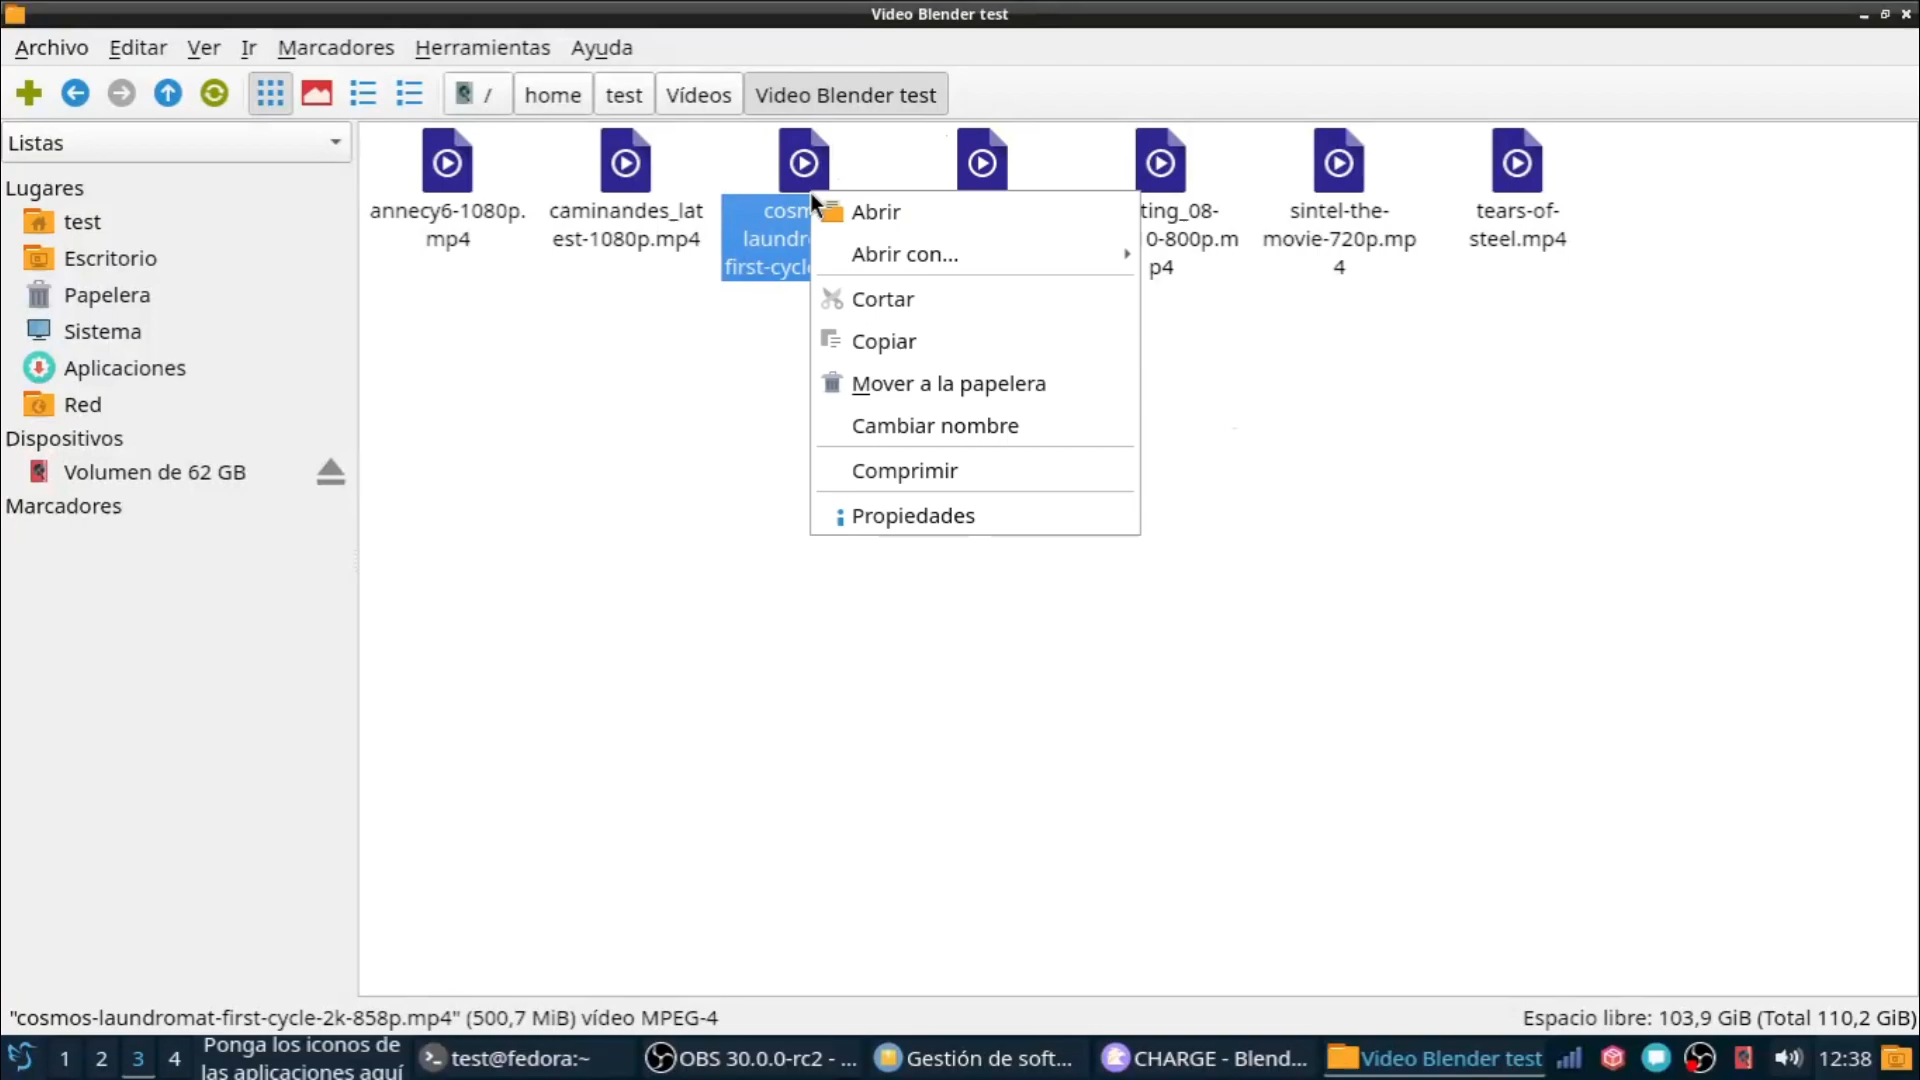 Video Blender test
Archivo Editar Ver Ir Marcadores Herramientas Ayuda
/ home test Vídeos Video Blender test
Listas
Lugares
test
Escritorio
Papelera
Sistema
Aplicaciones
Red
Dispositivos
Volumen de 62 GB
Marcadores
annecy6-1080p.
mp4
caminandes_lat
est-1080p.mp4
cosm
laundr
first-cycl
ting_08-
0-800p.m
p4
sintel-the-
movie-720p.mp
4
tears-of-
steel.mp4
Abrir
Abrir con...
Cortar
Copiar
Mover a la papelera
Cambiar nombre
Comprimir
Propiedades
"cosmos-laundromat-first-cycle-2k-858p.mp4" (500,7 MiB) vídeo MPEG-4
Espacio libre: 103,9 GiB (Total 110,2 GiB)
1 2 3 4
Ponga los iconos de
las aplicaciones aquí
test@fedora:~
OBS 30.0.0-rc2 - ...
Gestión de soft...
CHARGE - Blend...
Video Blender test
12:38